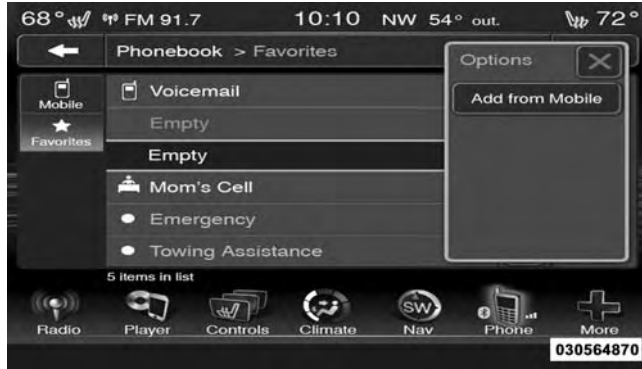 68° FM 91.7 10:10 NW 54° out. 72°
Phonebook > Favorites
Options
Mobile
Voicemail
Add from Mobile
Favorites
Empty
Empty
Mom's Cell
Emergency
Towing Assistance
5 items in list
SW
Radio Player Controls Climate Nav Phone More
030564870